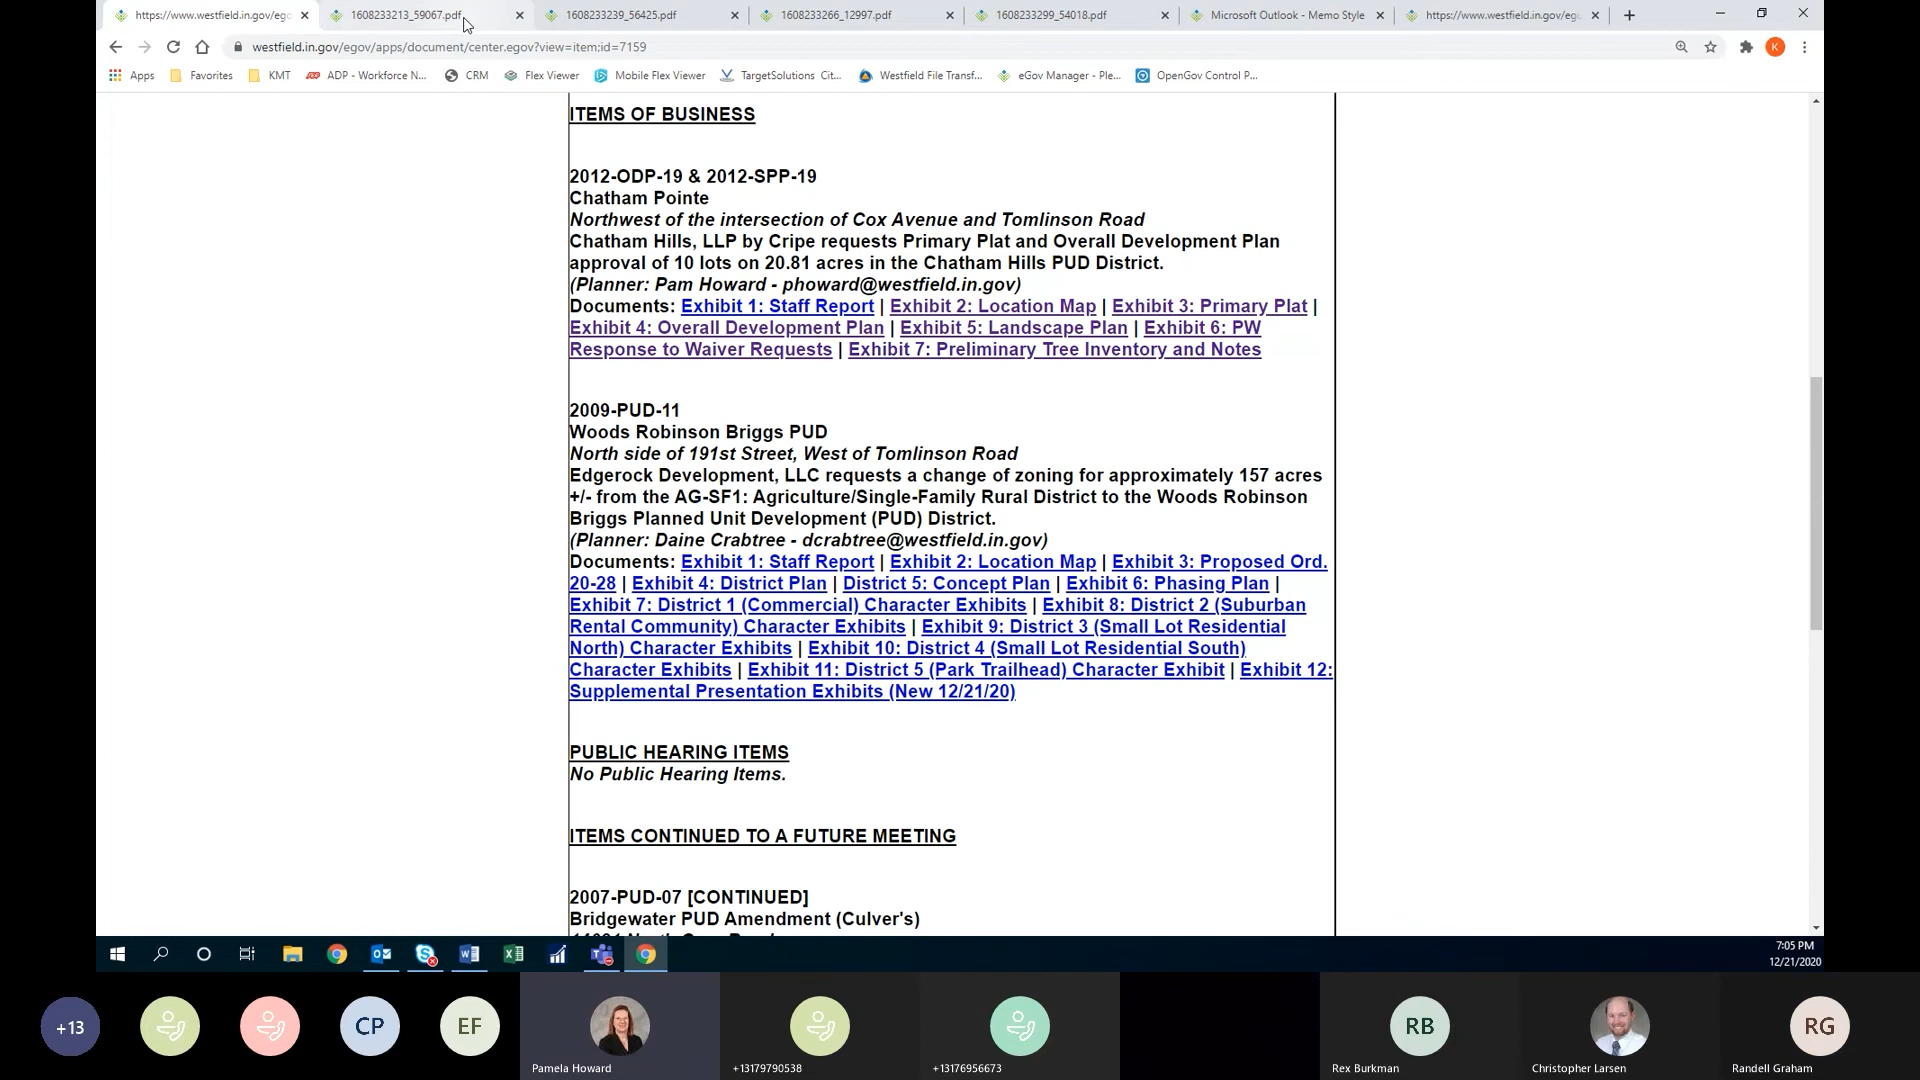 https://www.westfield.in.gov/ego
1608233213_59067.pdf
1608233239_56425.pdf
1608233266_12997.pdf
1608233299_54018.pdf
Microsoft Outlook - Memo Style
https://www.westfield.in.gov/eg
westfield.in.gov/egov/apps/document/center.egov?view=item;id=7159
K
Apps
Favorites
KMT
ADP - Workforce N...
CRM
Flex Viewer
Mobile Flex Viewer
TargetSolutions Cit...
Westfield File Transf...
eGov Manager - Ple...
OpenGov Control P...
ITEMS OF BUSINESS
2012-ODP-19 & 2012-SPP-19
Chatham Pointe
Northwest of the intersection of Cox Avenue and Tomlinson Road
Chatham Hills, LLP by Cripe requests Primary Plat and Overall Development Plan
approval of 10 lots on 20.81 acres in the Chatham Hills PUD District.
(Planner: Pam Howard - phoward@westfield.in.gov)
Documents: Exhibit 1: Staff Report | Exhibit 2: Location Map | Exhibit 3: Primary Plat |
Exhibit 4: Overall Development Plan | Exhibit 5: Landscape Plan | Exhibit 6: PW
Response to Waiver Requests | Exhibit 7: Preliminary Tree Inventory and Notes
2009-PUD-11
Woods Robinson Briggs PUD
North side of 191st Street, West of Tomlinson Road
Edgerock Development, LLC requests a change of zoning for approximately 157 acres
+/- from the AG-SF1: Agriculture/Single-Family Rural District to the Woods Robinson
Briggs Planned Unit Development (PUD) District.
(Planner: Daine Crabtree - dcrabtree@westfield.in.gov)
Documents: Exhibit 1: Staff Report | Exhibit 2: Location Map | Exhibit 3: Proposed Ord.
20-28 | Exhibit 4: District Plan | District 5: Concept Plan | Exhibit 6: Phasing Plan |
Exhibit 7: District 1 (Commercial) Character Exhibits | Exhibit 8: District 2 (Suburban
Rental Community) Character Exhibits | Exhibit 9: District 3 (Small Lot Residential
North) Character Exhibits | Exhibit 10: District 4 (Small Lot Residential South)
Character Exhibits | Exhibit 11: District 5 (Park Trailhead) Character Exhibit | Exhibit 12:
Supplemental Presentation Exhibits (New 12/21/20)
PUBLIC HEARING ITEMS
No Public Hearing Items.
ITEMS CONTINUED TO A FUTURE MEETING
2007-PUD-07 [CONTINUED]
Bridgewater PUD Amendment (Culver's)
7:05 PM
12/21/2020
+13
CP
EF
RB
RG
Pamela Howard
+13179790538
+13176956673
Rex Burkman
Christopher Larsen
Randell Graham